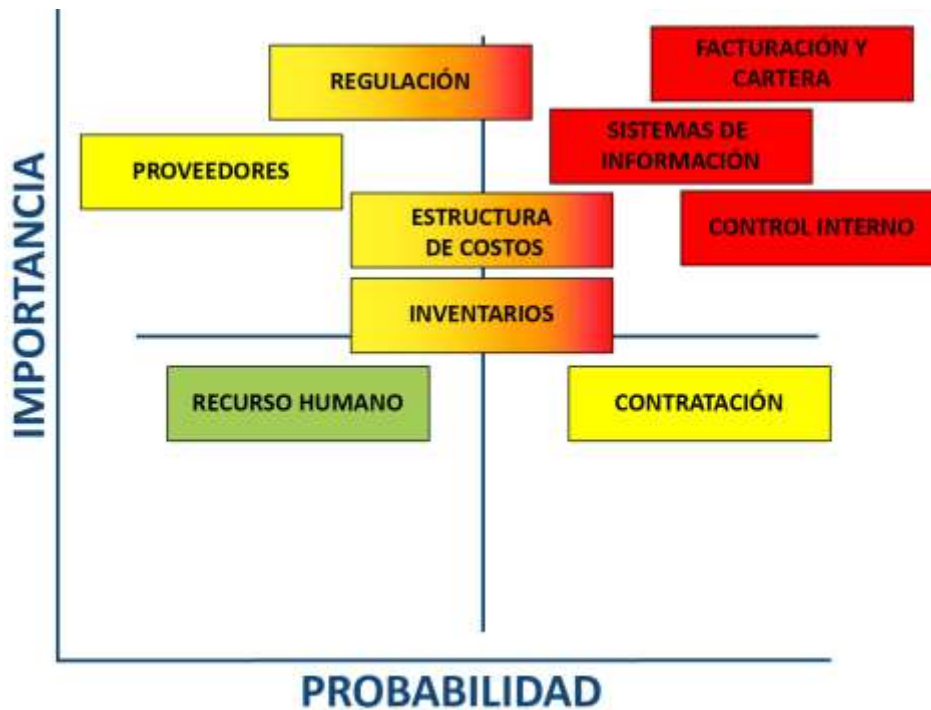 FACTURACIÓN Y
CARTERA
REGULACIÓN
SISTEMAS DE
INFORMACIÓN
PROVEEDORES
ESTRUCTURA
DE COSTOS
CONTROL INTERNO
INVENTARIOS
RECURSO HUMANO
CONTRATACIÓN
IMPORTANCIA
PROBABILIDAD